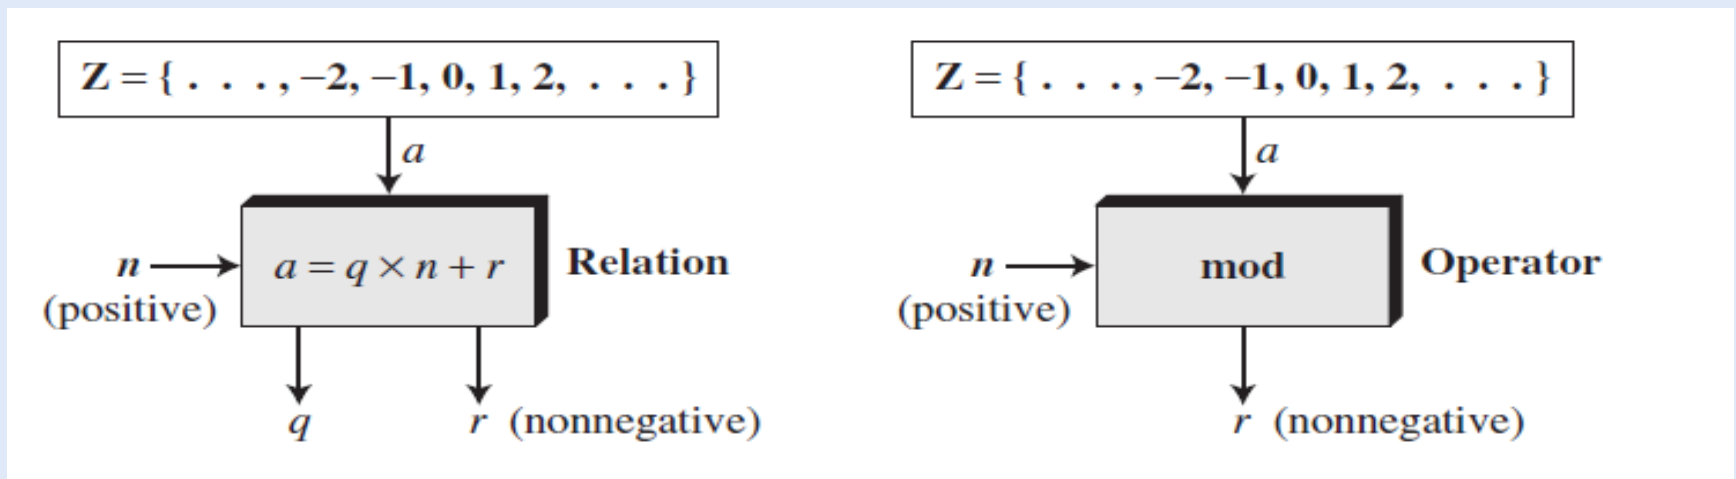 Z = { . . . , −2, −1, 0, 1, 2, . . . }
a
n
(positive)
a = q × n + r
Relation
q
r (nonnegative)
Z = { . . . , −2, −1, 0, 1, 2, . . . }
a
n
(positive)
mod
Operator
r (nonnegative)